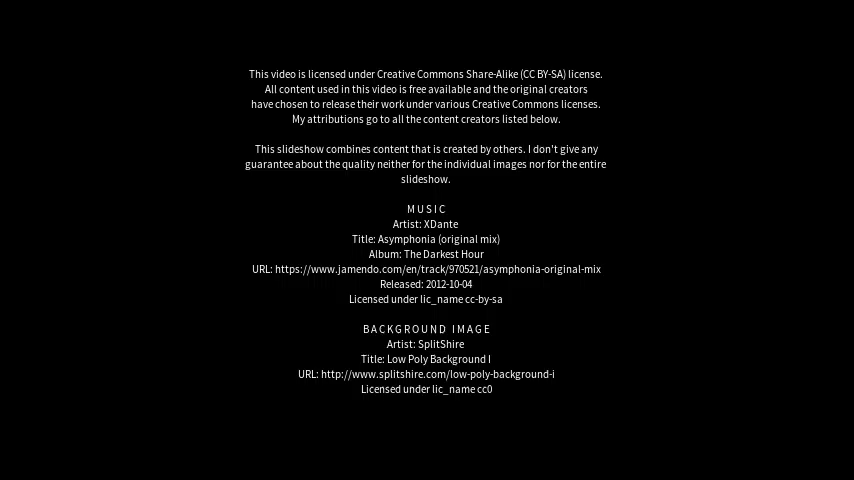 This video is licensed under Creative Commons Share-Alike (CC BY-SA) license.
All content used in this video is free available and the original creators
have chosen to release their work under various Creative Commons licenses.
My attributions go to all the content creators listed below.
This slideshow combines content that is created by others. I don't give any
guarantee about the quality neither for the individual images nor for the entire
slideshow.
MUSIC
Artist: XDante
Title: Asymphonia (original mix)
Album: The Darkest Hour
URL: https://www.jamendo.com/en/track/970521/asymphonia-original-mix
Released: 2012-10-04
Licensed under lic_name cc-by-sa
BACKGROUND IMAGE
Artist: SplitShire
Title: Low Poly Background I
URL: http://www.splitshire.com/low-poly-background-i
Licensed under lic_name cc0